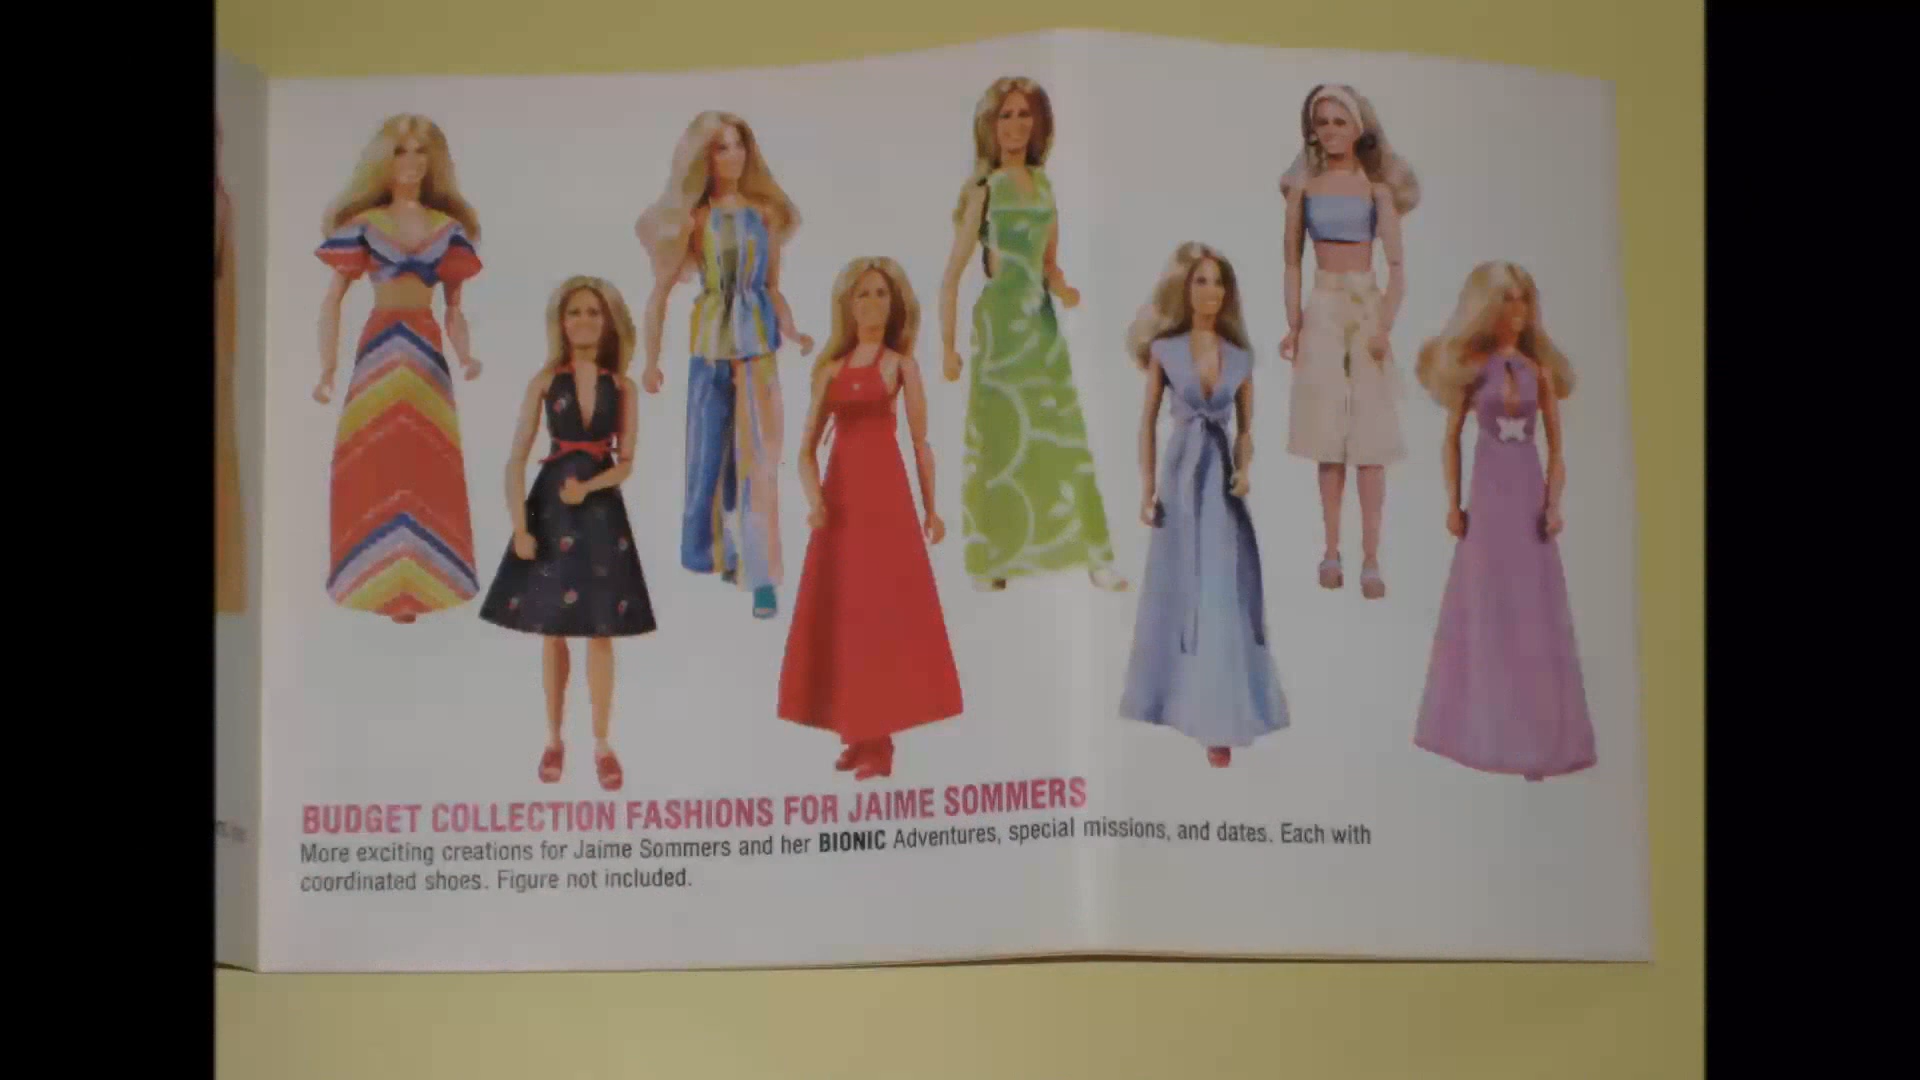 BUDGET COLLECTION FASHIONS FOR JAIME SOMMERS
More exciting creations for Jaime Sommers and her BIONIC Adventures, special missions, and dates. Each with
coordinated shoes. Figure not included.